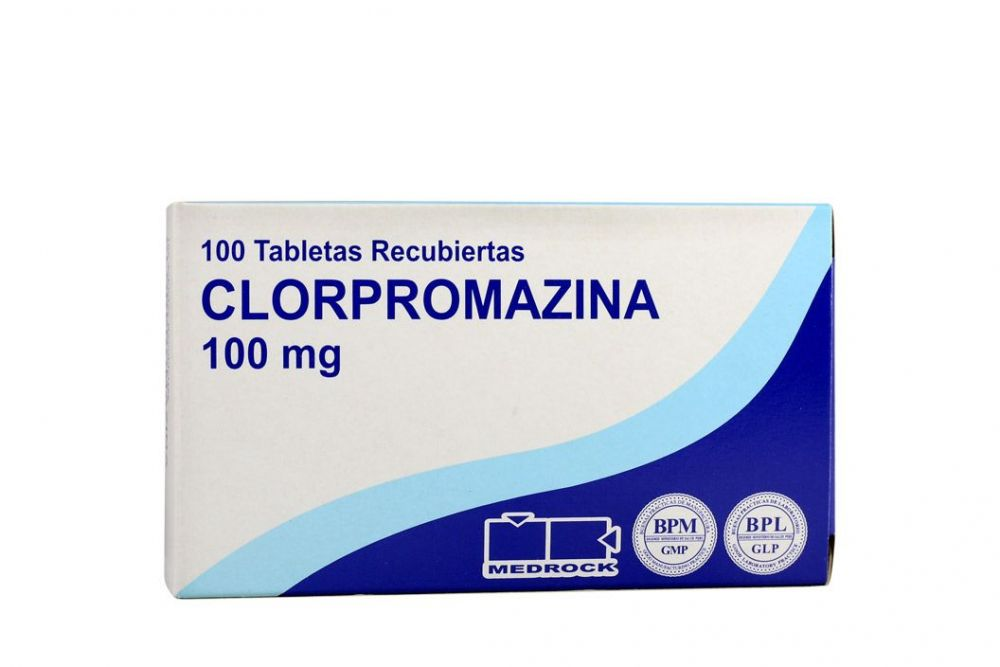 100 Tabletas Recubiertas
CLORPROMAZINA
100 mg
MEDROCK
BPM
GMP
BPL
GLP